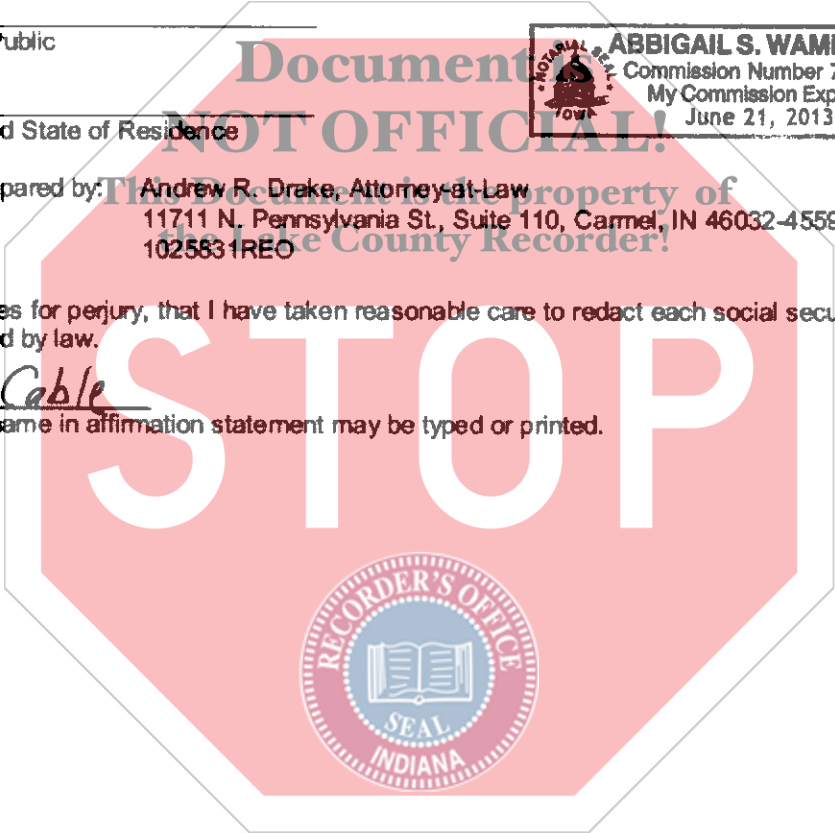 Public
ABBIGAIL S. WAM
Commission Number 7
My Commission Exp
June 21, 2013
NOTARIAL SEAL
IOWA
Document is
NOT OFFICIAL!
This Document is the property of
the Lake County Recorder!
d State of Residence
pared by: Andrew R. Drake, Attorney-at-Law
11711 N. Pennsylvania St., Suite 110, Carmel, IN 46032-4559
1025831REO
es for perjury, that I have taken reasonable care to redact each social secu
d by law.
Cable
ame in affirmation statement may be typed or printed.
STOP
RECORDER'S OFFICE
SEAL
INDIANA